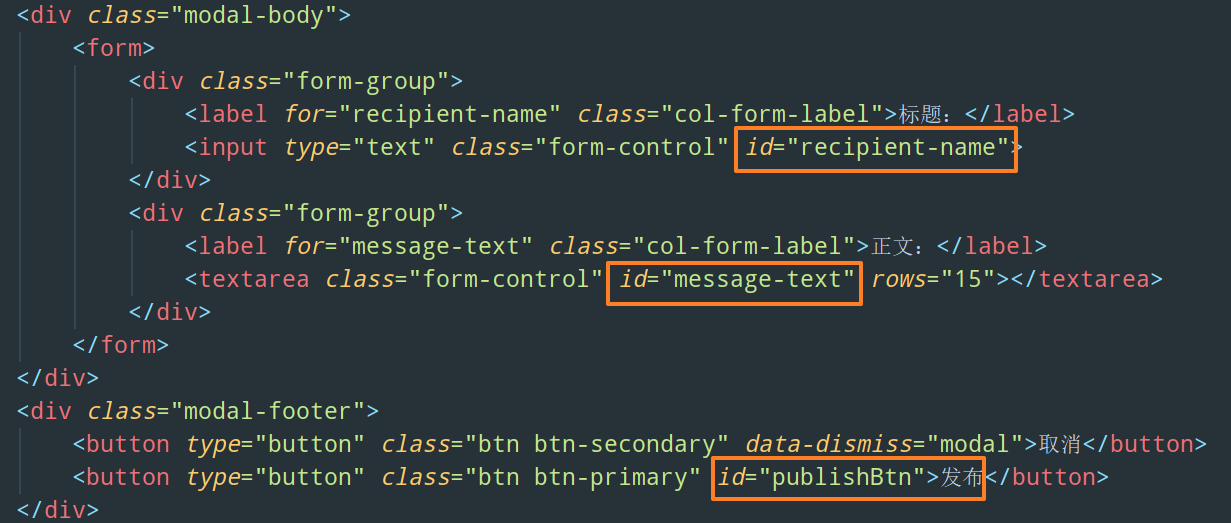 <div class="modal-body">
<form>
<div class="form-group">
<label for="recipient-name" class="col-form-label">标题：</label>
<input type="text" class="form-control" id="recipient-name">
</div>
<div class="form-group">
<label for="message-text" class="col-form-label">正文：</label>
<textarea class="form-control" id="message-text" rows="15"></textarea>
</div>
</form>
</div>
<div class="modal-footer">
<button type="button" class="btn btn-secondary" data-dismiss="modal">取消</button>
<button type="button" class="btn btn-primary" id="publishBtn">发布</button>
</div>